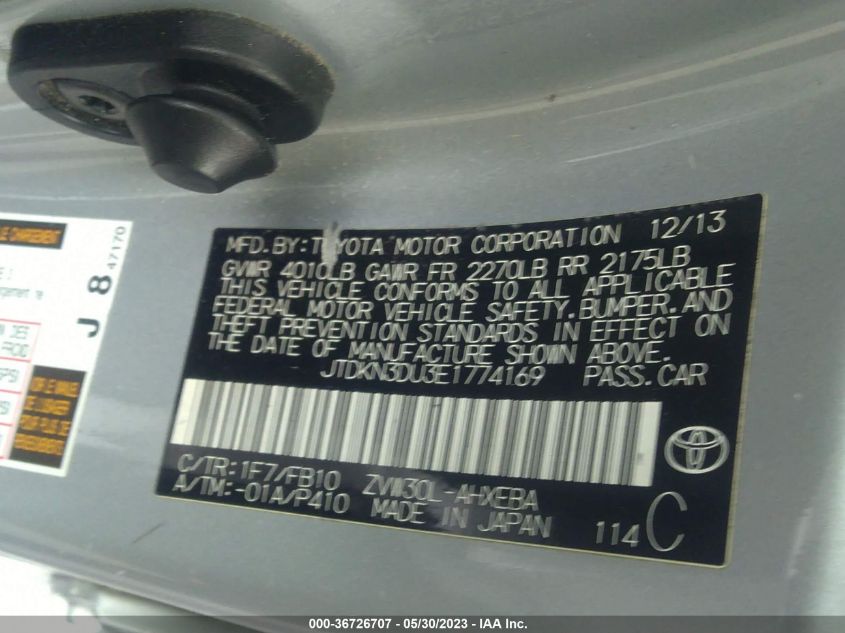 LE CHARGEMENT
J 8
47170
MFD. BY: TOYOTA MOTOR CORPORATION 12/13
GVWR 4010LB GAWR FR 2270LB RR 2175LB
THIS VEHICLE CONFORMS TO ALL APPLICABLE
FEDERAL MOTOR VEHICLE SAFETY, BUMPER, AND
THEFT PREVENTION STANDARDS IN EFFECT ON
THE DATE OF MANUFACTURE SHOWN ABOVE.
JTDKN3DU3E1774169 PASS. CAR
C/TR: 1F7/FB10 ZVW30L-AHXEBA
A/TM: -01A/P410 MADE IN JAPAN
114 C
000-36726707 - 05/30/2023 - IAA Inc.